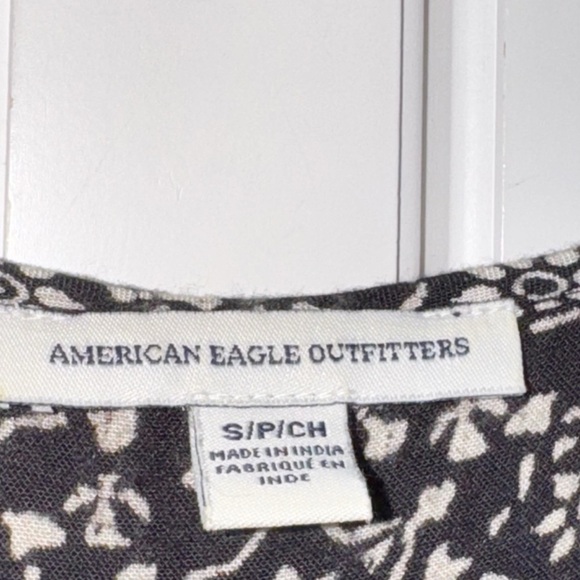 AMERICAN EAGLE OUTFITTERS
S/P/CH
MADE IN INDIA
FABRIQUÉ EN
INDE